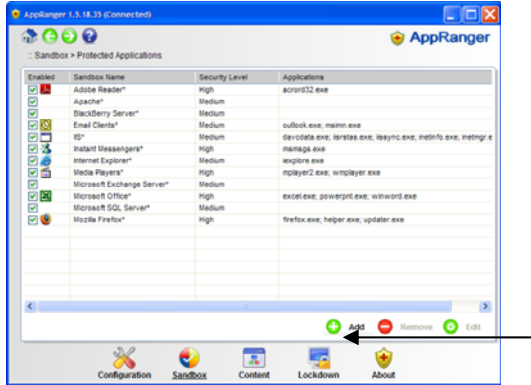 AppRanger 1.5.18.35 (Connected)
AppRanger
:: Sandbox > Protected Applications
Enabled Sandbox Name Security Level Applications
Adobe Reader* High acrord32.exe
Apache* Medium
BlackBerry Server* Medium
Email Clients* Medium outlook.exe; msimn.exe
IIS* Medium davcdata.exe; iisrstas.exe; iissync.exe; inetinfo.exe; inetmgr.e
Instant Messengers* High msmsgs.exe
Internet Explorer* Medium iexplore.exe
Media Players* High mplayer2.exe; wmplayer.exe
Microsoft Exchange Server* Medium
Microsoft Office* High excel.exe; powerpnt.exe; winword.exe
Microsoft SQL Server* Medium
Mozilla Firefox* High firefox.exe; helper.exe; updater.exe
Add Remove Edit
Configuration Sandbox Content Lockdown About